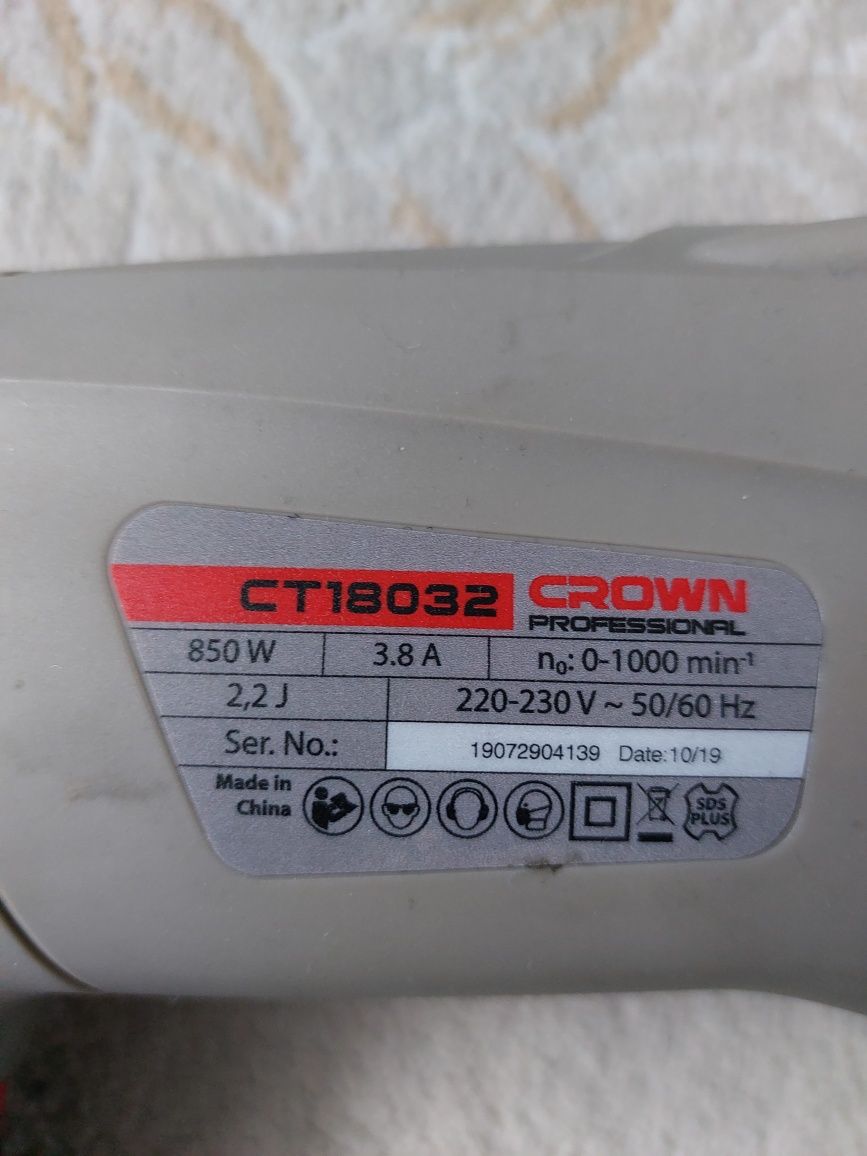 CT18032 CROWN
PROFESSIONAL
850 W 3.8 A n₀: 0-1000 min⁻¹
2,2 J 220-230 V ~ 50/60 Hz
Ser. No.: 19072904139 Date:10/19
Made in
China
SDS
PLUS